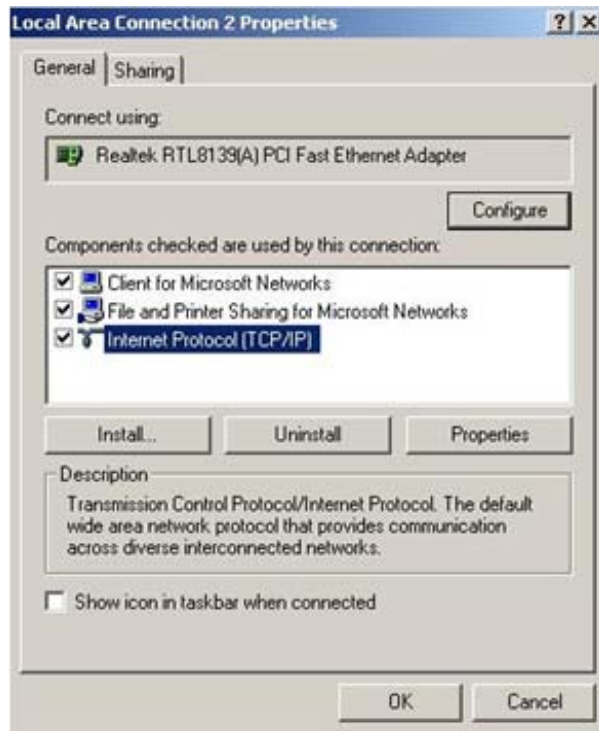 Local Area Connection 2 Properties
General
Sharing
Connect using:
Realtek RTL8139(A) PCI Fast Ethernet Adapter
Configure
Components checked are used by this connection:
Client for Microsoft Networks
File and Printer Sharing for Microsoft Networks
Internet Protocol (TCP/IP)
Install...
Uninstall
Properties
Description
Transmission Control Protocol/Internet Protocol. The default
wide area network protocol that provides communication
across diverse interconnected networks.
Show icon in taskbar when connected
OK
Cancel